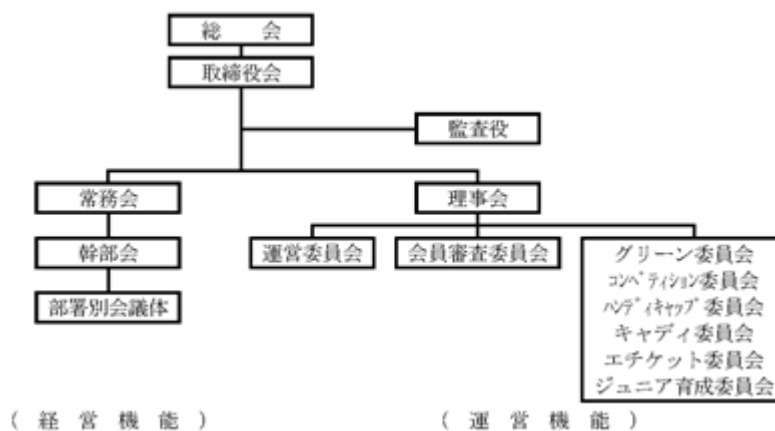 総 会
取締役会
監査役
常務会
理事会
幹部会
運営委員会
会員審査委員会
グリーン委員会
ｺﾝﾍﾟﾃｨｼｮﾝ委員会
ﾊﾝﾃﾞｨｷｬｯﾌﾟ委員会
キャディ委員会
エチケット委員会
ジュニア育成委員会
部署別会議体
( 経 営 機 能 )
( 運 営 機 能 )